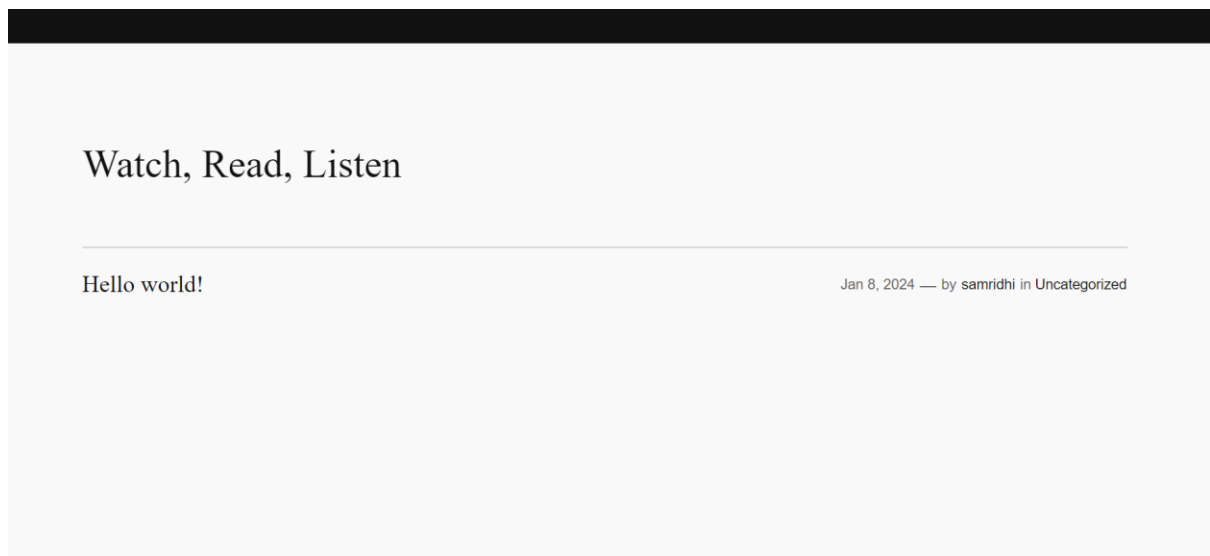 Watch, Read, Listen
Hello world!
Jan 8, 2024 — by samridhi in Uncategorized